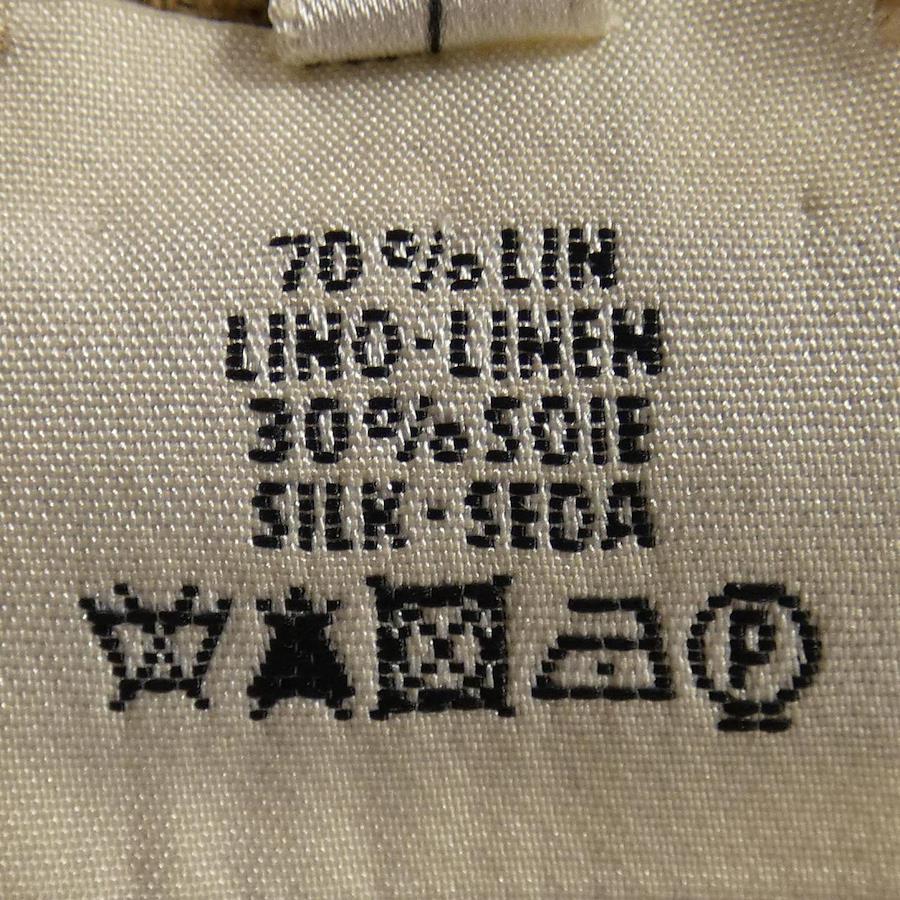 70% LIN
LINO-LINEN
30% SOIE
SILK-SEDA
P